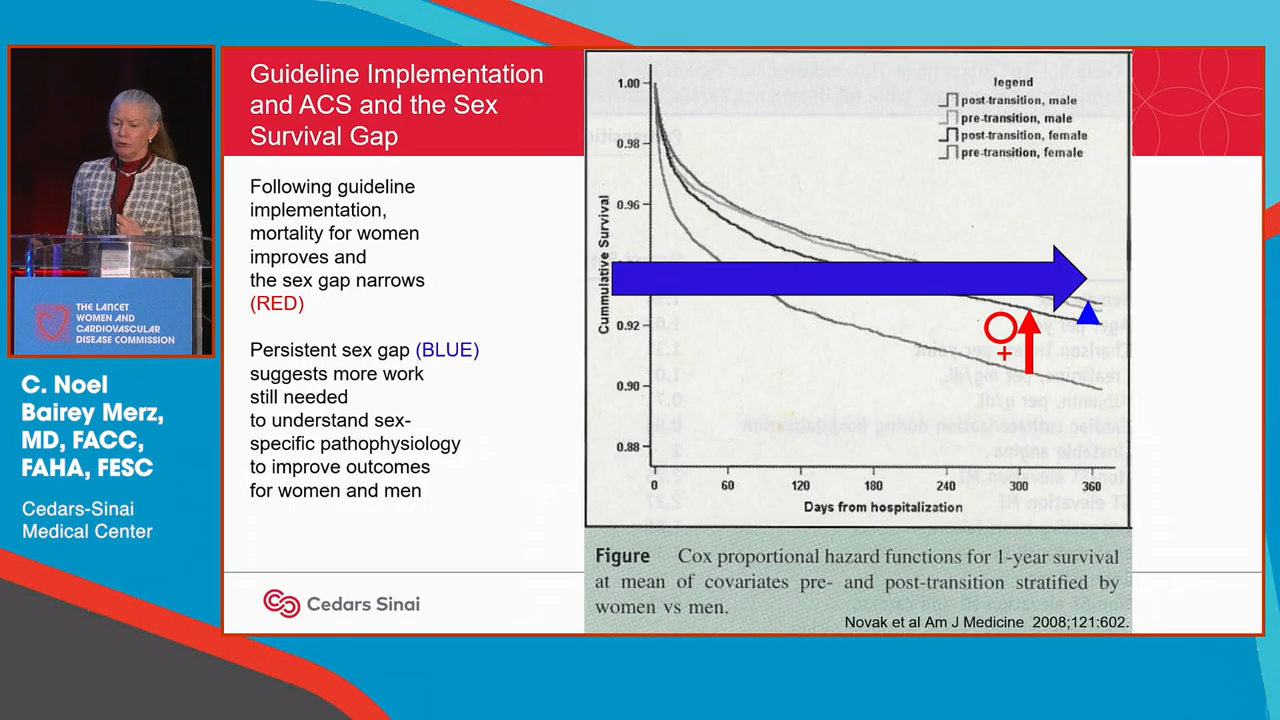 Guideline Implementation
and ACS and the Sex
Survival Gap
Following guideline
implementation,
mortality for women
improves and
the sex gap narrows
(RED)
Persistent sex gap (BLUE)
suggests more work
still needed
to understand sex-
specific pathophysiology
to improve outcomes
for women and men
Cedars Sinai
legend
post-transition, male
pre-transition, male
post-transition, female
pre-transition, female
Cummulative Survival
1.00
0.98
0.96
0.92
0.90
0.88
0
60
120
180
240
300
360
Days from hospitalization
Figure Cox proportional hazard functions for 1-year survival
at mean of covariates pre- and post-transition stratified by
women vs men.
Novak et al Am J Medicine 2008;121:602.
THE LANCET
WOMEN AND
CARDIOVASCULAR
DISEASE COMMISSION
C. Noel
Bairey Merz,
MD, FACC,
FAHA, FESC
Cedars-Sinai
Medical Center